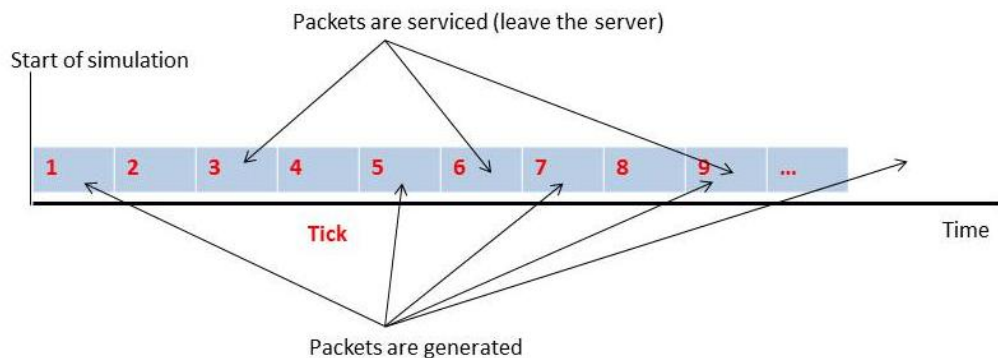 Packets are serviced (leave the server)
Start of simulation
1 2 3 4 5 6 7 8 9 ...
Tick
Time
Packets are generated